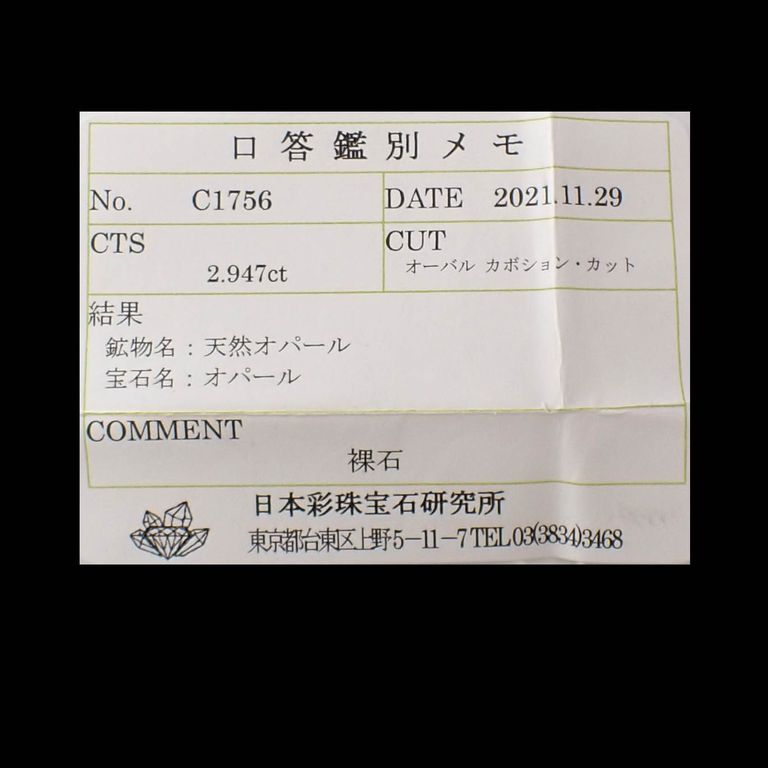 口答鑑別メモ
No. C1756 DATE 2021.11.29
CTS CUT
2.947ct オーバル カボション・カット
結果
鉱物名：天然オパール
宝石名：オパール
COMMENT
裸石
日本彩珠宝石研究所
東京都台東区上野5-11-7 TEL 03(3834)3468